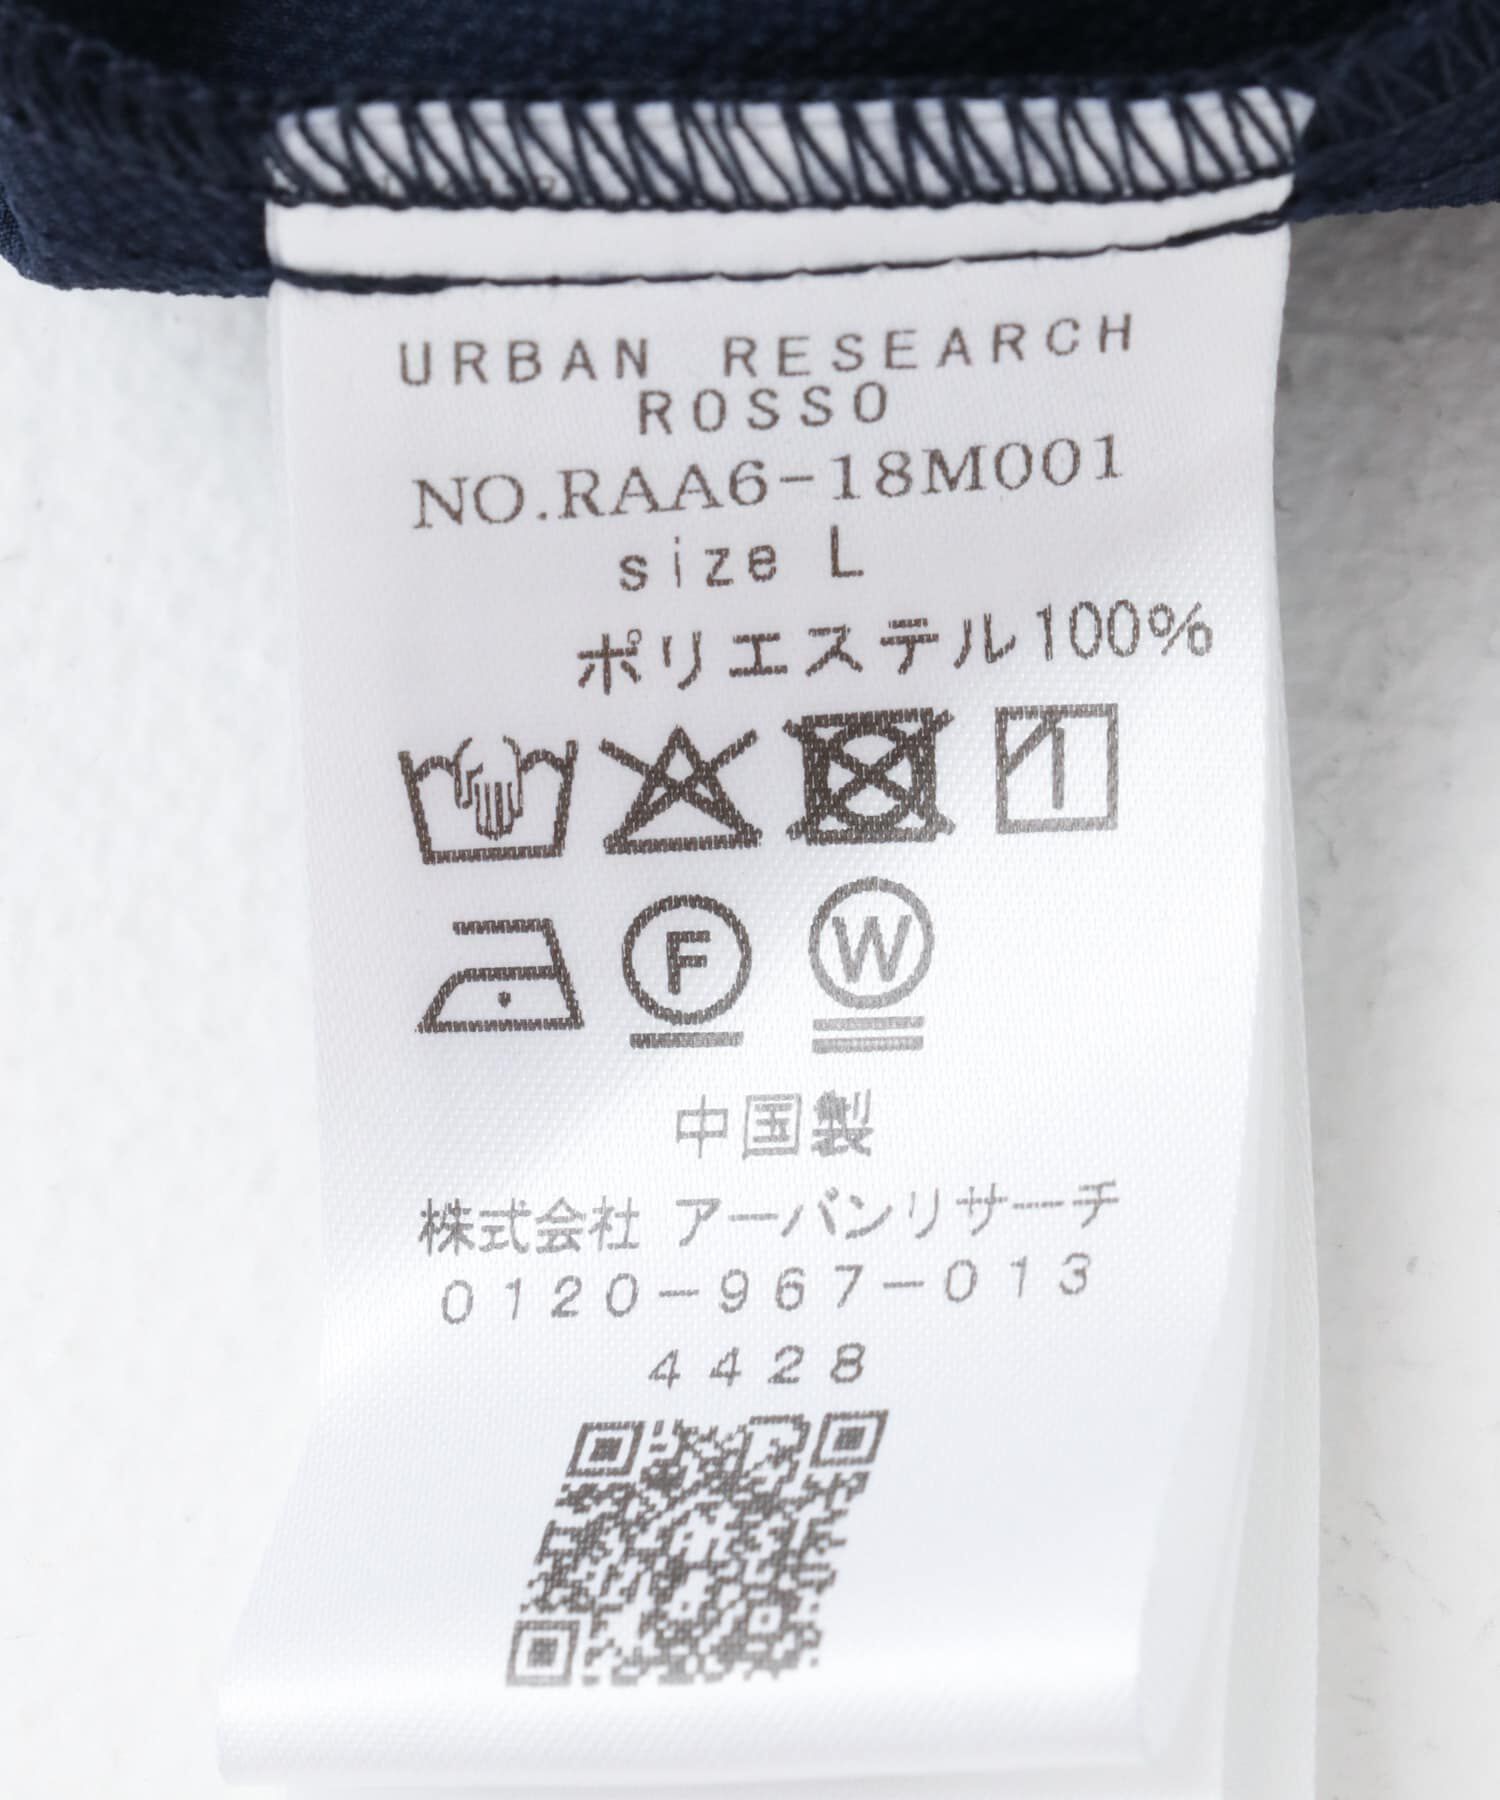 URBAN RESEARCH
ROSSO
NO.RAA6-18M001
size L
ポリエステル100%
F W
中国製
株式会社 アーバンリサーチ
0120-967-013
4428